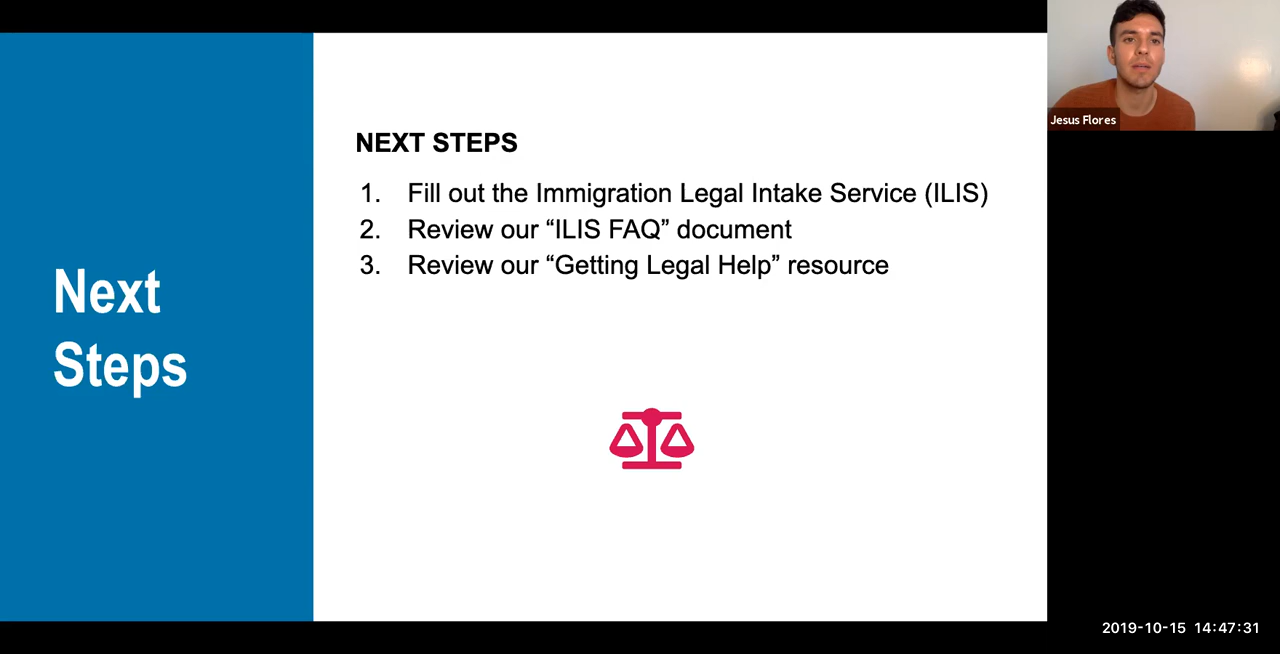 Next
Steps
NEXT STEPS
1. Fill out the Immigration Legal Intake Service (ILIS)
2. Review our “ILIS FAQ” document
3. Review our “Getting Legal Help” resource
Jesus Flores
2019-10-15 14:47:31